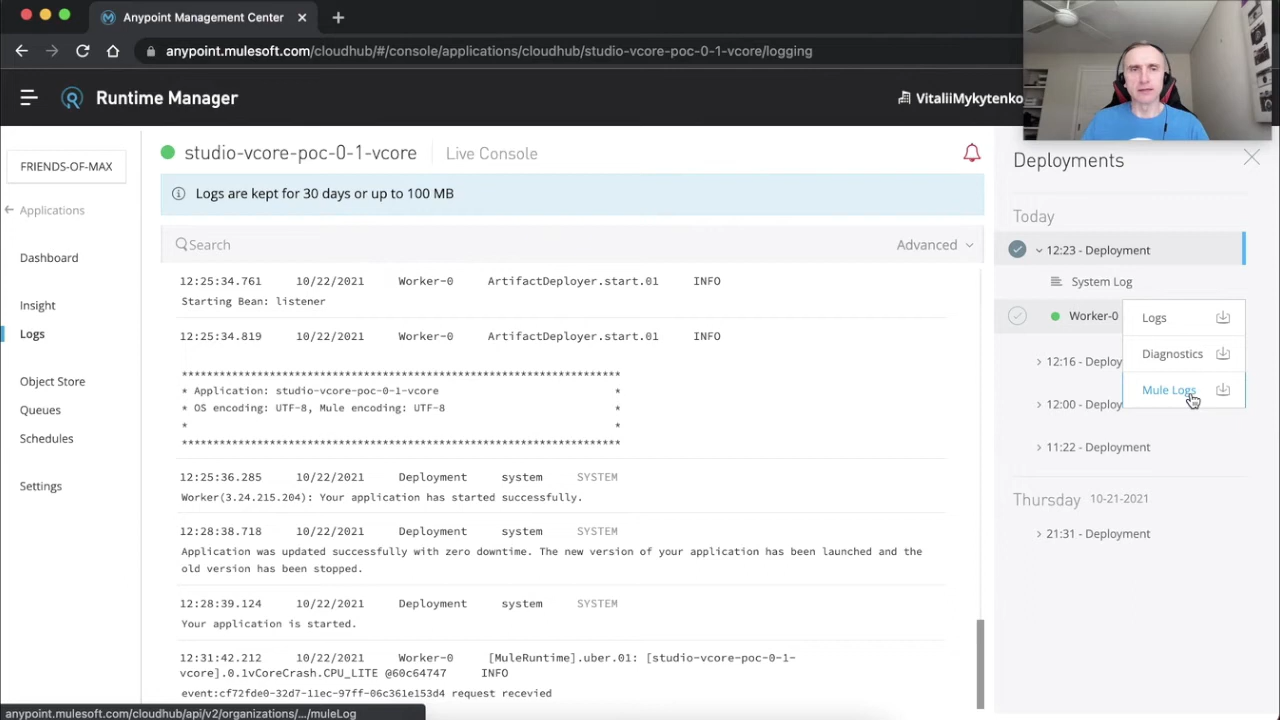 Anypoint Management Center
anypoint.mulesoft.com/cloudhub/#/console/applications/cloudhub/studio-vcore-poc-0-1-vcore/logging
Runtime Manager
VitaliiMykytenko
FRIENDS-OF-MAX
Applications
Dashboard
Insight
Logs
Object Store
Queues
Schedules
Settings
studio-vcore-poc-0-1-vcore
Live Console
Logs are kept for 30 days or up to 100 MB
Search
Advanced
12:25:34.761 10/22/2021 Worker-0 ArtifactDeployer.start.01 INFO
Starting Bean: listener
12:25:34.819 10/22/2021 Worker-0 ArtifactDeployer.start.01 INFO
****************************************************************
* Application: studio-vcore-poc-0-1-vcore *
* OS encoding: UTF-8, Mule encoding: UTF-8 *
* *
****************************************************************
12:25:36.285 10/22/2021 Deployment system SYSTEM
Worker(3.24.215.204): Your application has started successfully.
12:28:38.718 10/22/2021 Deployment system SYSTEM
Application was updated successfully with zero downtime. The new version of your application has been launched and the
old version has been stopped.
12:28:39.124 10/22/2021 Deployment system SYSTEM
Your application is started.
12:31:42.212 10/22/2021 Worker-0 [MuleRuntime].uber.01: [studio-vcore-poc-0-1-
vcore].0.1vCoreCrash.CPU_LITE @60c64747 INFO
event:cf72fde0-32d7-11ec-97ff-06c361e153d4 request recevied
Deployments
Today
12:23 - Deployment
System Log
Worker-0
Logs
Diagnostics
Mule Logs
12:16 - Deploy
12:00 - Deploy
11:22 - Deployment
Thursday 10-21-2021
21:31 - Deployment
anypoint.mulesoft.com/cloudhub/api/v2/organizations/.../muleLog